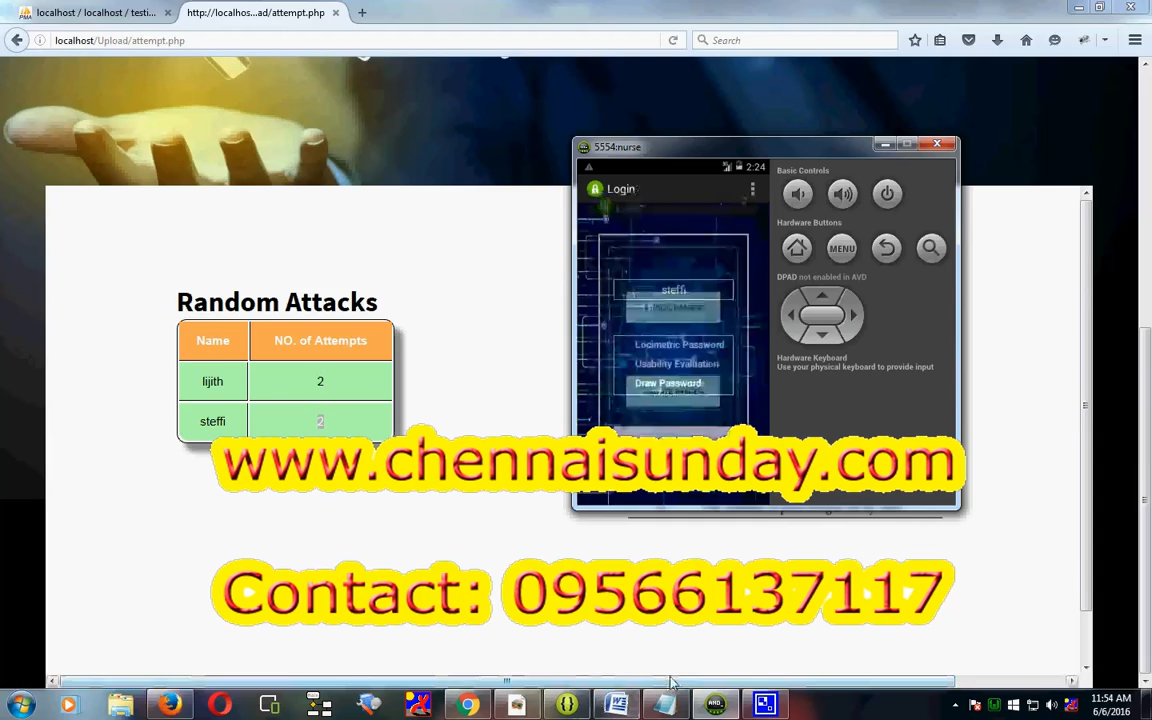 localhost / localhost / testi...
http://localhos...ad/attempt.php
localhost/Upload/attempt.php
Search
5554:nurse
2:24
Login
steffi
Locimetric Password
Usability Evaluation
Draw Password
Basic Controls
Hardware Buttons
MENU
DPAD not enabled in AVD
Hardware Keyboard
Use your physical keyboard to provide input
Random Attacks
Name NO. of Attempts
lijith 2
steffi 2
www.chennaisunday.com
Contact: 09566137117
11:54 AM
6/6/2016